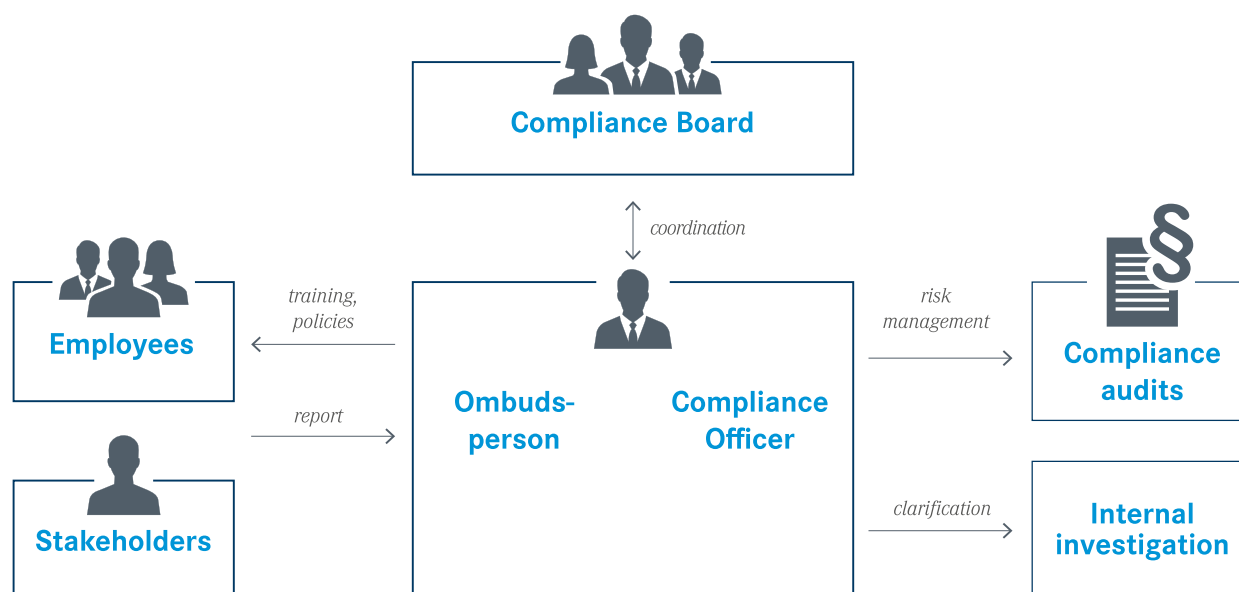 Compliance Board
coordination
training,
policies
Employees
report
Stakeholders
Ombuds-
person
Compliance
Officer
risk
management
Compliance
audits
clarification
Internal
investigation
§